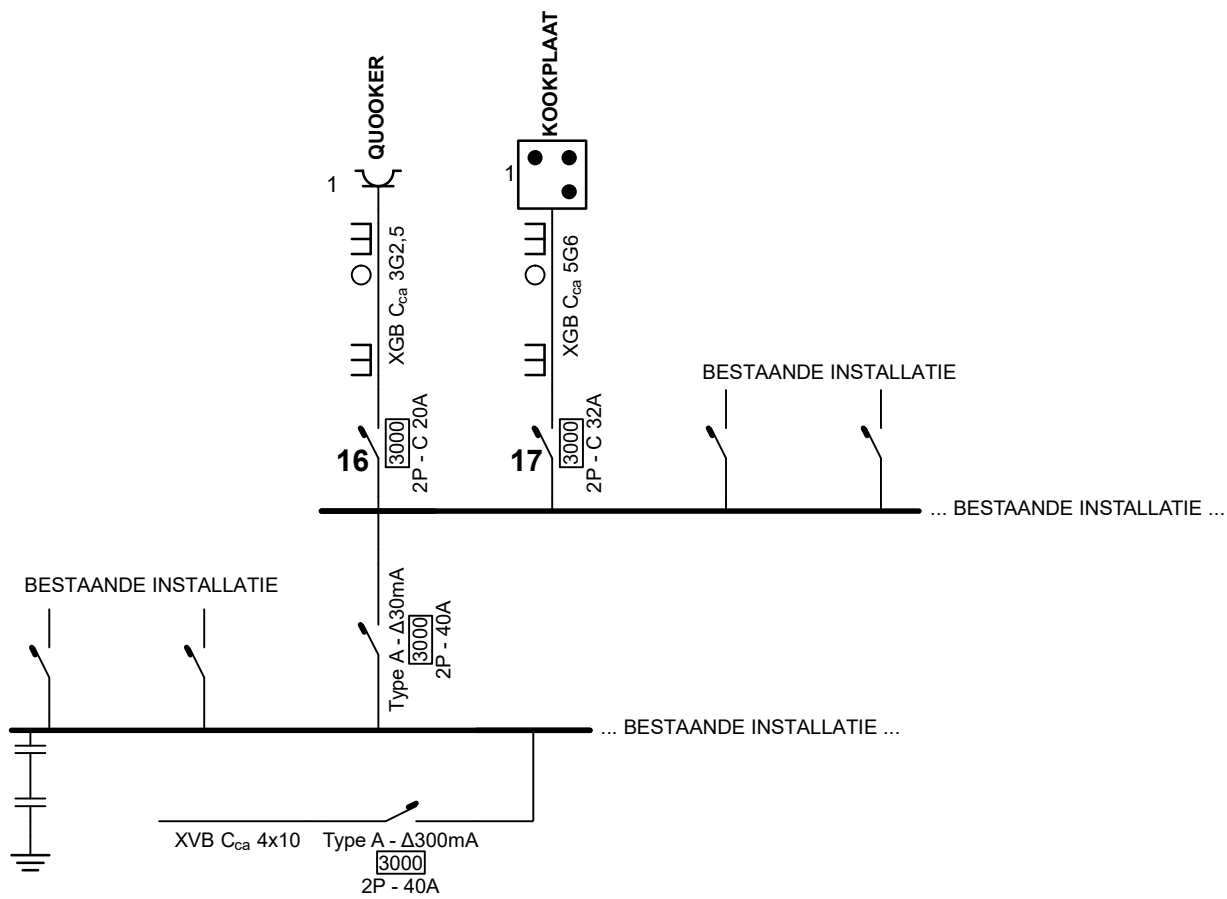 QUOOKER
KOOKPLAAT
1
1
XGB Cca 3G2,5
XGB Cca 5G6
BESTAANDE INSTALLATIE
16
3000
2P - C 20A
17
3000
2P - C 32A
... BESTAANDE INSTALLATIE ...
BESTAANDE INSTALLATIE
Type A - Δ30mA
3000
2P - 40A
... BESTAANDE INSTALLATIE ...
XVB Cca 4x10
Type A - Δ300mA
3000
2P - 40A